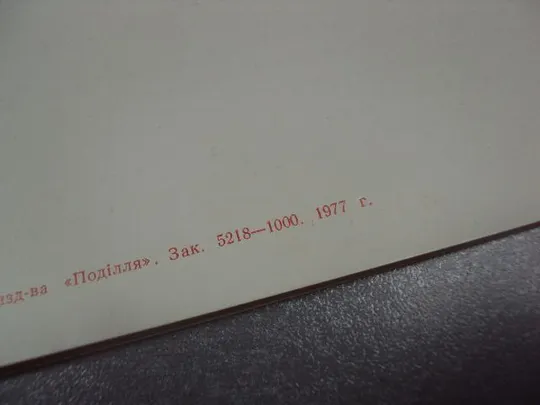 изд-ва «Поділля». Зак. 5218—1000. 1977 г.